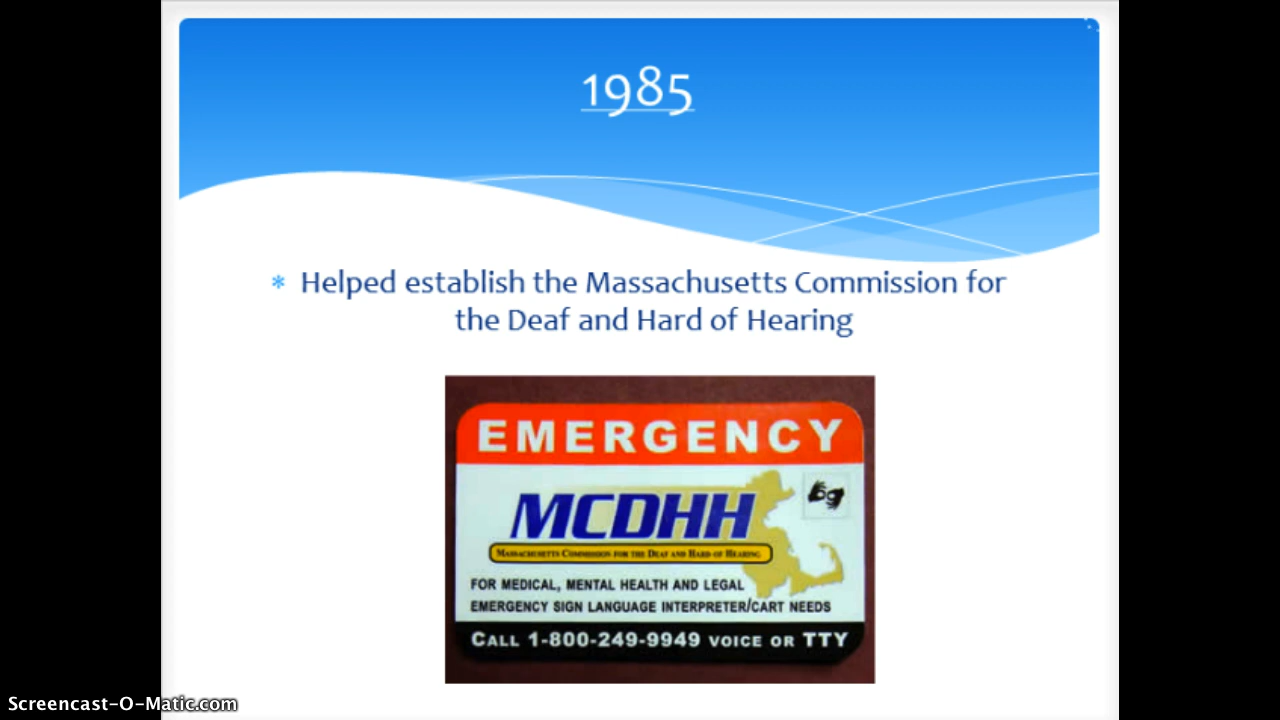 1985
Helped establish the Massachusetts Commission for
the Deaf and Hard of Hearing
EMERGENCY
MCDHH
MASSACHUSETTS COMMISSION FOR THE DEAF AND HARD OF HEARING
FOR MEDICAL, MENTAL HEALTH AND LEGAL
EMERGENCY SIGN LANGUAGE INTERPRETER/CART NEEDS
CALL 1-800-249-9949 VOICE OR TTY
Screencast-O-Matic.com